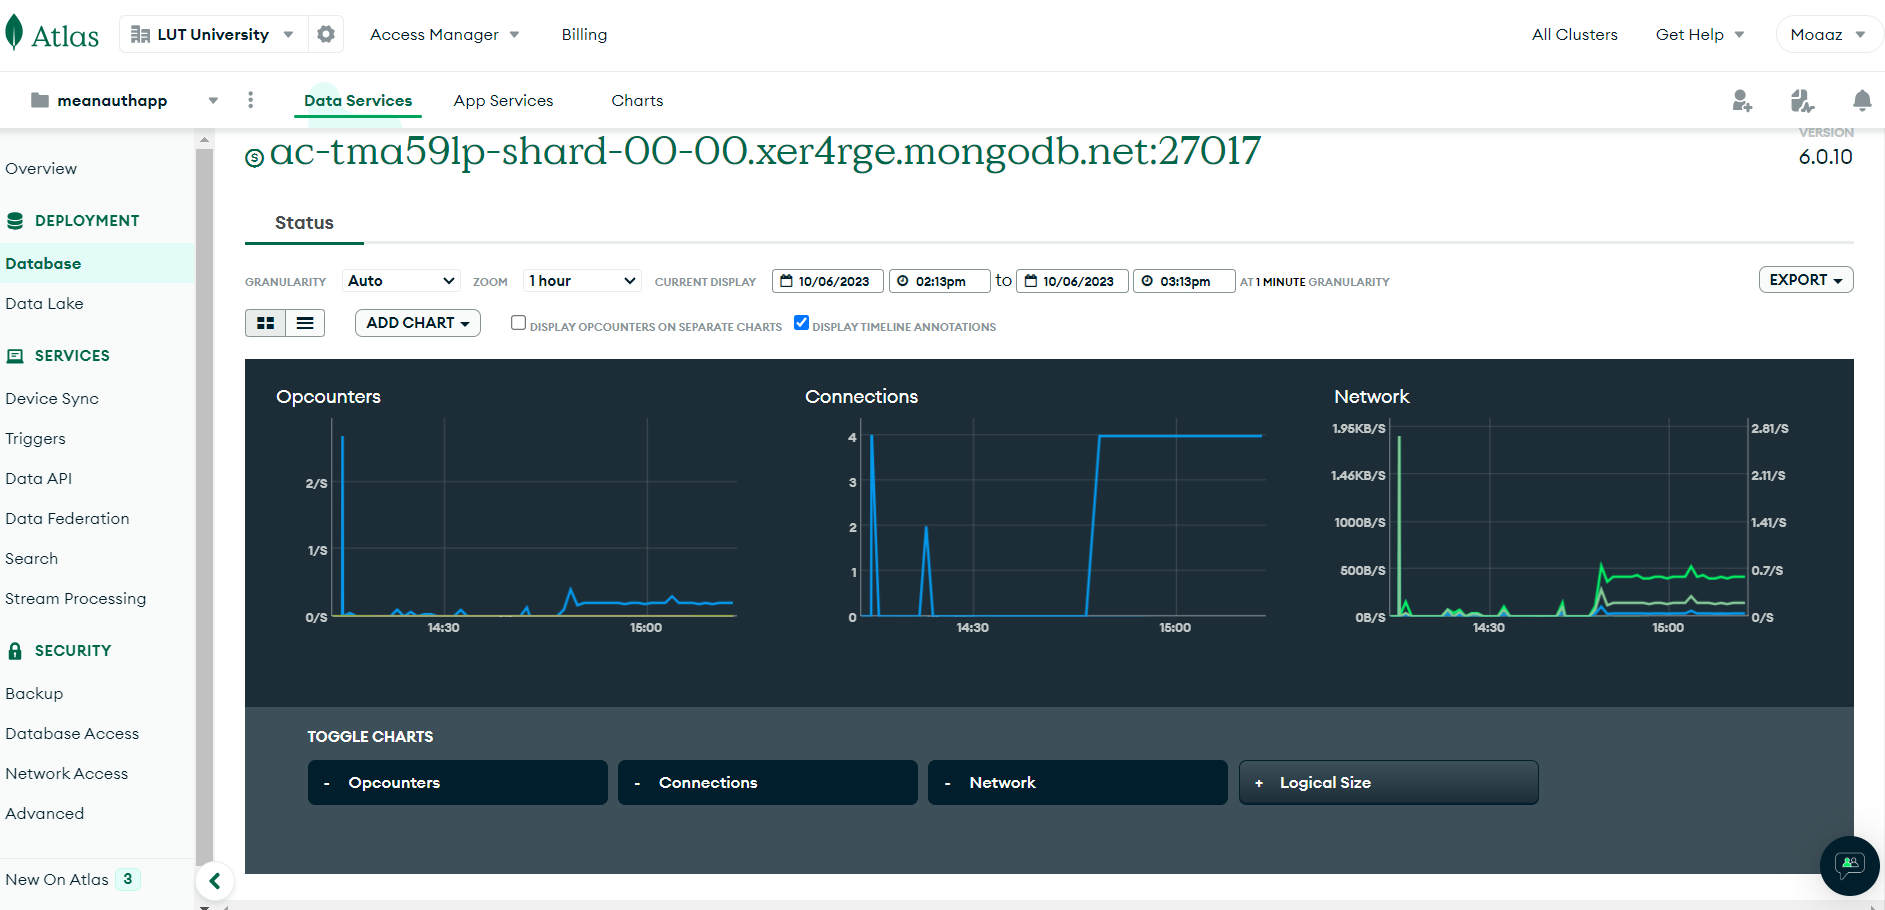 Atlas
LUT University
Access Manager
Billing
All Clusters
Get Help
Moaaz
meanauthapp
Data Services
App Services
Charts
Overview
DEPLOYMENT
Database
Data Lake
SERVICES
Device Sync
Triggers
Data API
Data Federation
Search
Stream Processing
SECURITY
Backup
Database Access
Network Access
Advanced
New On Atlas 3
S ac-tma59lp-shard-00-00.xer4rge.mongodb.net:27017
VERSION
6.0.10
Status
GRANULARITY Auto ZOOM 1 hour CURRENT DISPLAY 10/06/2023 02:13pm to 10/06/2023 03:13pm AT 1 MINUTE GRANULARITY
EXPORT
ADD CHART DISPLAY OPCOUNTERS ON SEPARATE CHARTS DISPLAY TIMELINE ANNOTATIONS
Opcounters
2/S
1/S
0/S
14:30 15:00
Connections
4
3
2
1
0
14:30 15:00
Network
1.95KB/S 2.81/S
1.46KB/S 2.11/S
1000B/S 1.41/S
500B/S 0.7/S
0B/S 0/S
14:30 15:00
TOGGLE CHARTS
- Opcounters
- Connections
- Network
+ Logical Size